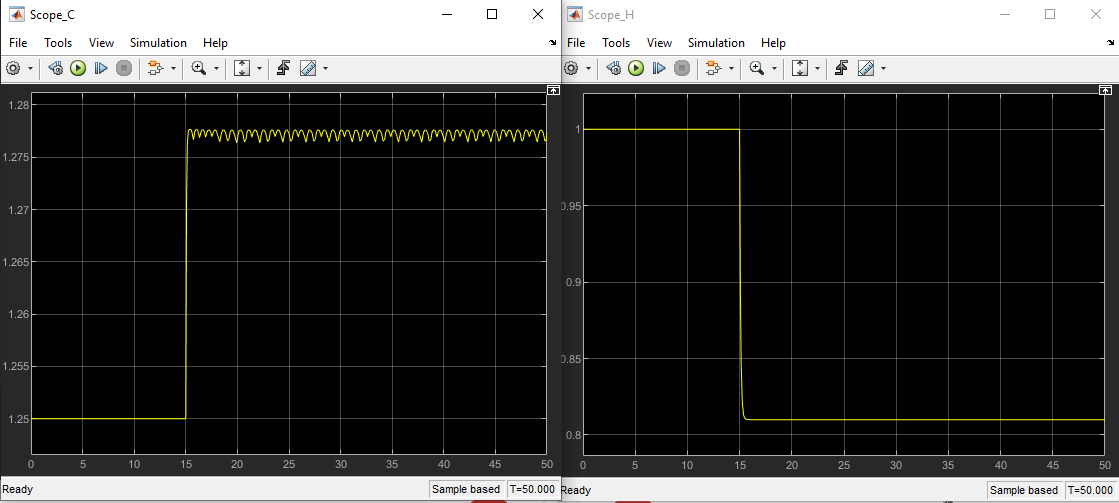 Scope_C
File Tools View Simulation Help
1.28
1.275
1.27
1.265
1.26
1.255
1.25
0 5 10 15 20 25 30 35 40 45 50
Ready Sample based T=50.000
Scope_H
File Tools View Simulation Help
1
0.95
0.9
0.85
0.8
0 5 10 15 20 25 30 35 40 45 50
Ready Sample based T=50.000